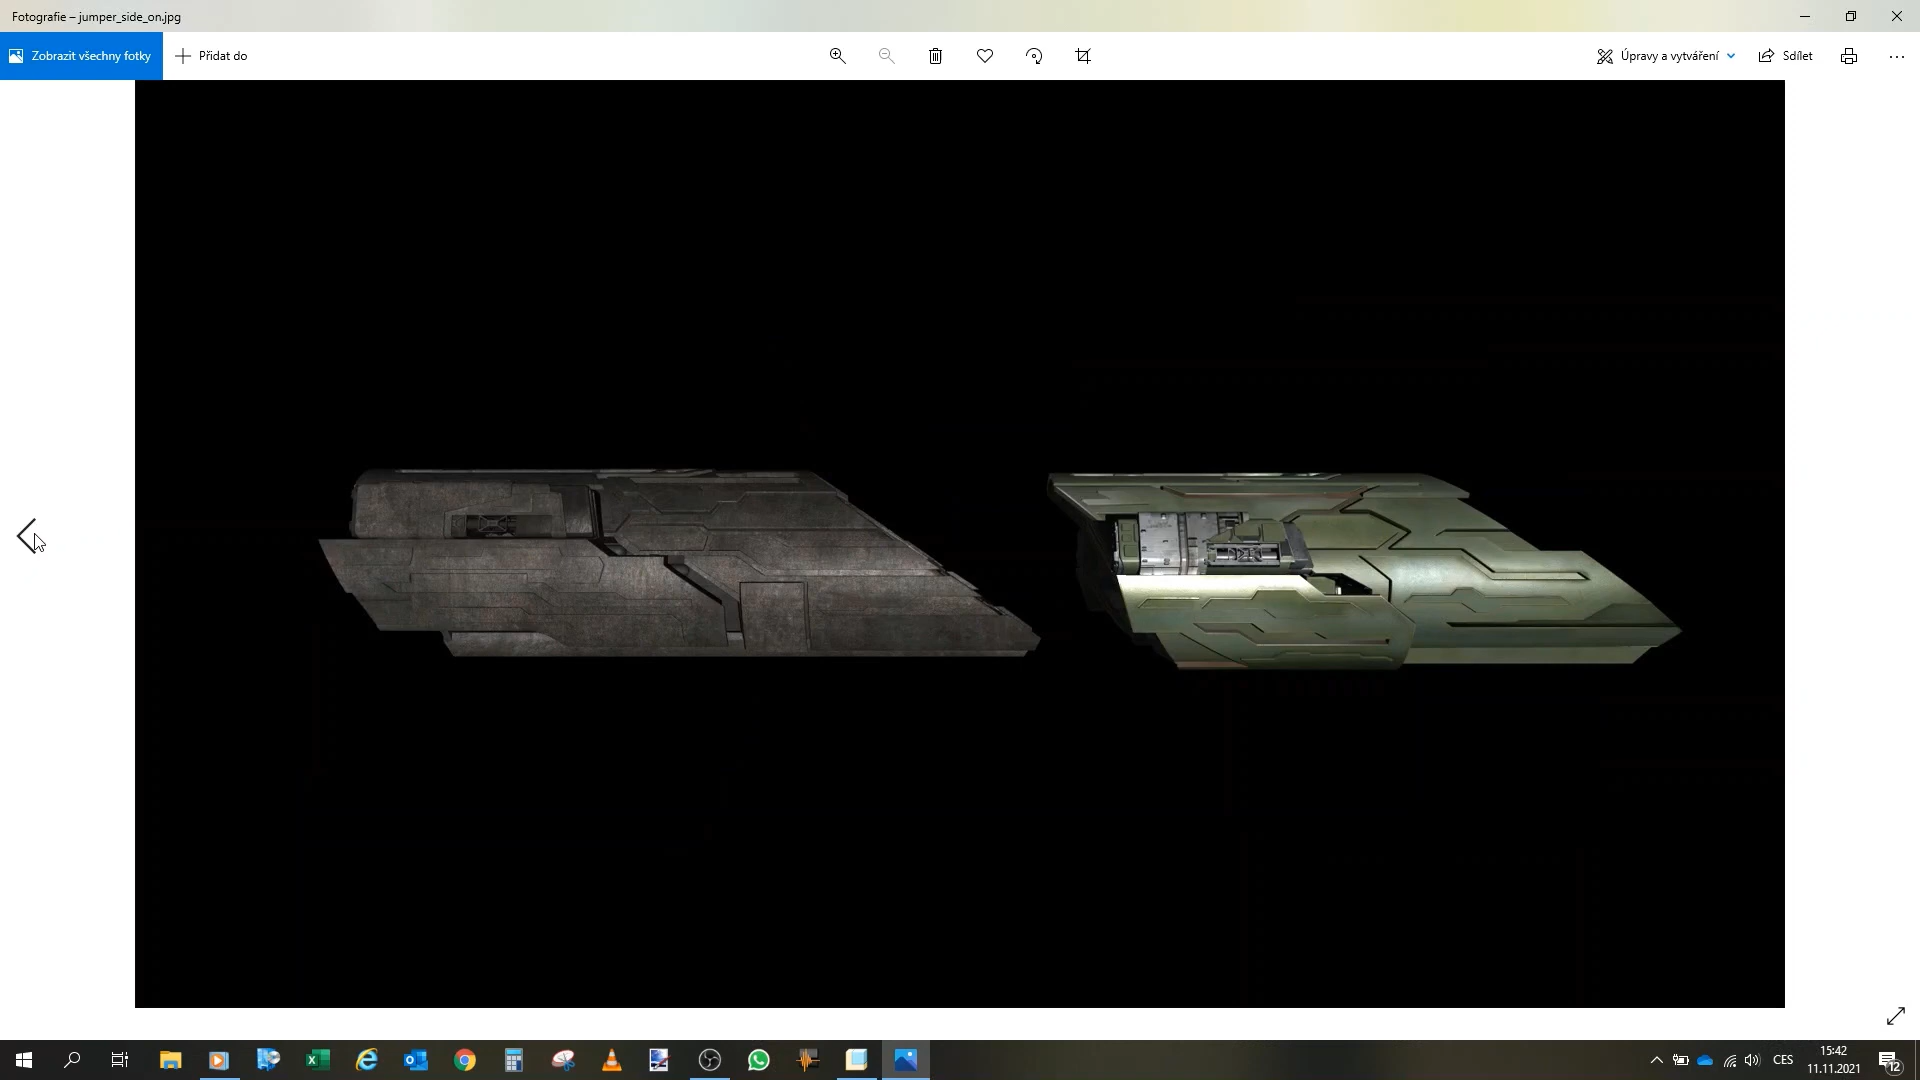 Fotografie – jumper_side_on.jpg
Zobrazit všechny fotky
Přidat do
Úpravy a vytváření
Sdílet
CES
15:42
11.11.2021
12